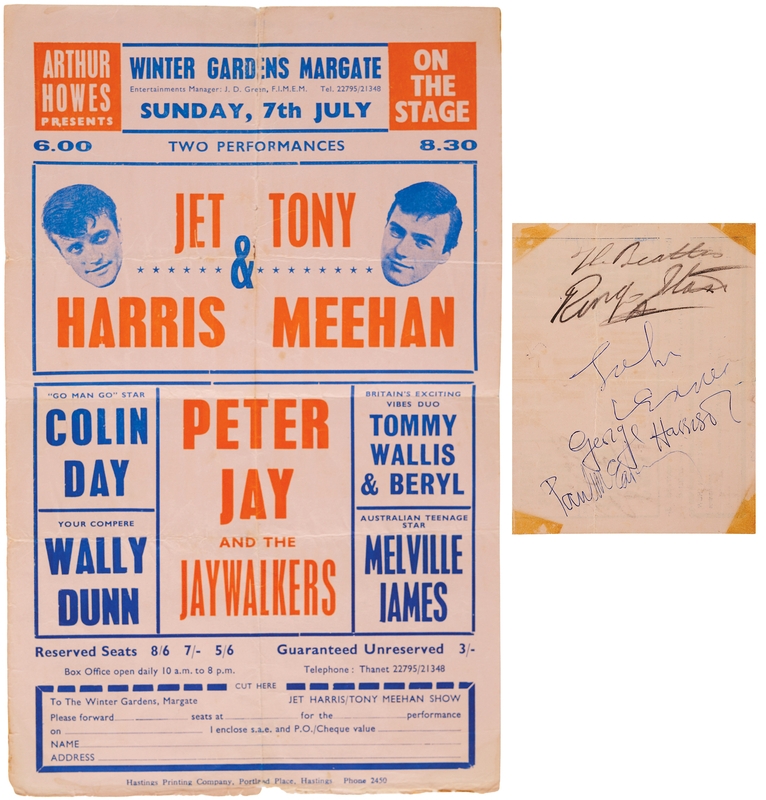 ARTHUR
HOWES
PRESENTS
WINTER GARDENS MARGATE
Entertainments Manager: J. D. Green, F.I.M.E.M. Tel. 22795/21348
SUNDAY, 7th JULY
ON
THE
STAGE
6.00 TWO PERFORMANCES 8.30
JET & TONY
HARRIS MEEHAN
"GO MAN GO" STAR
COLIN
DAY
YOUR COMPERE
WALLY
DUNN
PETER
JAY
AND THE
JAYWALKERS
BRITAIN'S EXCITING
VIBES DUO
TOMMY
WALLIS
& BERYL
AUSTRALIAN TEENAGE
STAR
MELVILLE
JAMES
Reserved Seats 8/6 7/- 5/6 Guaranteed Unreserved 3/-
Box Office open daily 10 a.m. to 8 p.m. Telephone: Thanet 22795/21348
CUT HERE
To The Winter Gardens, Margate JET HARRIS/TONY MEEHAN SHOW
Please forward seats at for the performance
on I enclose s.a.e. and P.O./Cheque value
NAME
ADDRESS
Hastings Printing Company, Portland Place, Hastings Phone 2450
Beatles
Ringo Starr
John
Lennon
George Harrison
Paul McCartney